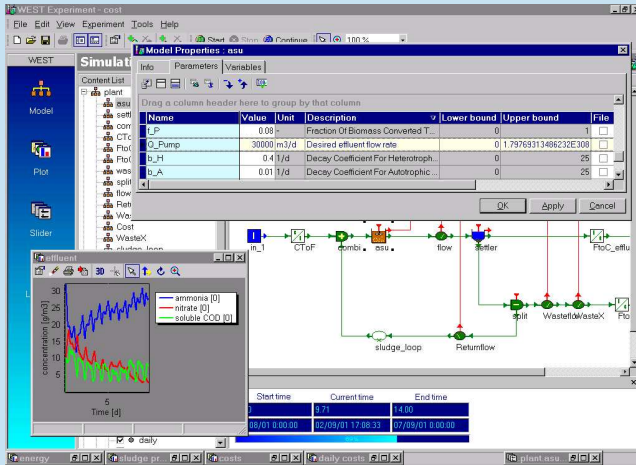 WEST Experiment - cost
File Edit View Experiment Tools Help
Start Stop Continue 100 %
WEST
Model
Plot
Slider
Simulati
Content List
plant
asu
settl
com
CTo
FtoC
FtoC
was
split
flow
Retu
Was
Cost
WasteX
sludge_loop
daily
Model Properties : asu
Info Parameters Variables
Drag a column header here to group by that column
Name Value Unit Description Lower bound Upper bound File
f_P 0.08 - Fraction Of Biomass Converted T... 0 1
Q_Pump 30000 m3/d Desired effluent flow rate 0 1.79769313486232E308
b_H 0.4 1/d Decay Coefficient For Heterotroph... 0 25
b_A 0.01 1/d Decay Coefficient For Autotrophic ... 0 25
OK Apply Cancel
in_1 CToF combi asu flow settler FtoC_efflu
split Wasteflow WasteX Fto
sludge_loop Returnflow
effluent
3D
ammonia [0]
nitrate [0]
soluble COD [0]
concentration [g/m3]
30
25
20
15
10
5
5
Time [d]
Start time Current time End time
0 9.71 14.00
08/01 0:00:00 02/09/01 17:08:33 07/09/01 0:00:00
energy sludge pr... costs daily costs plant.asu...